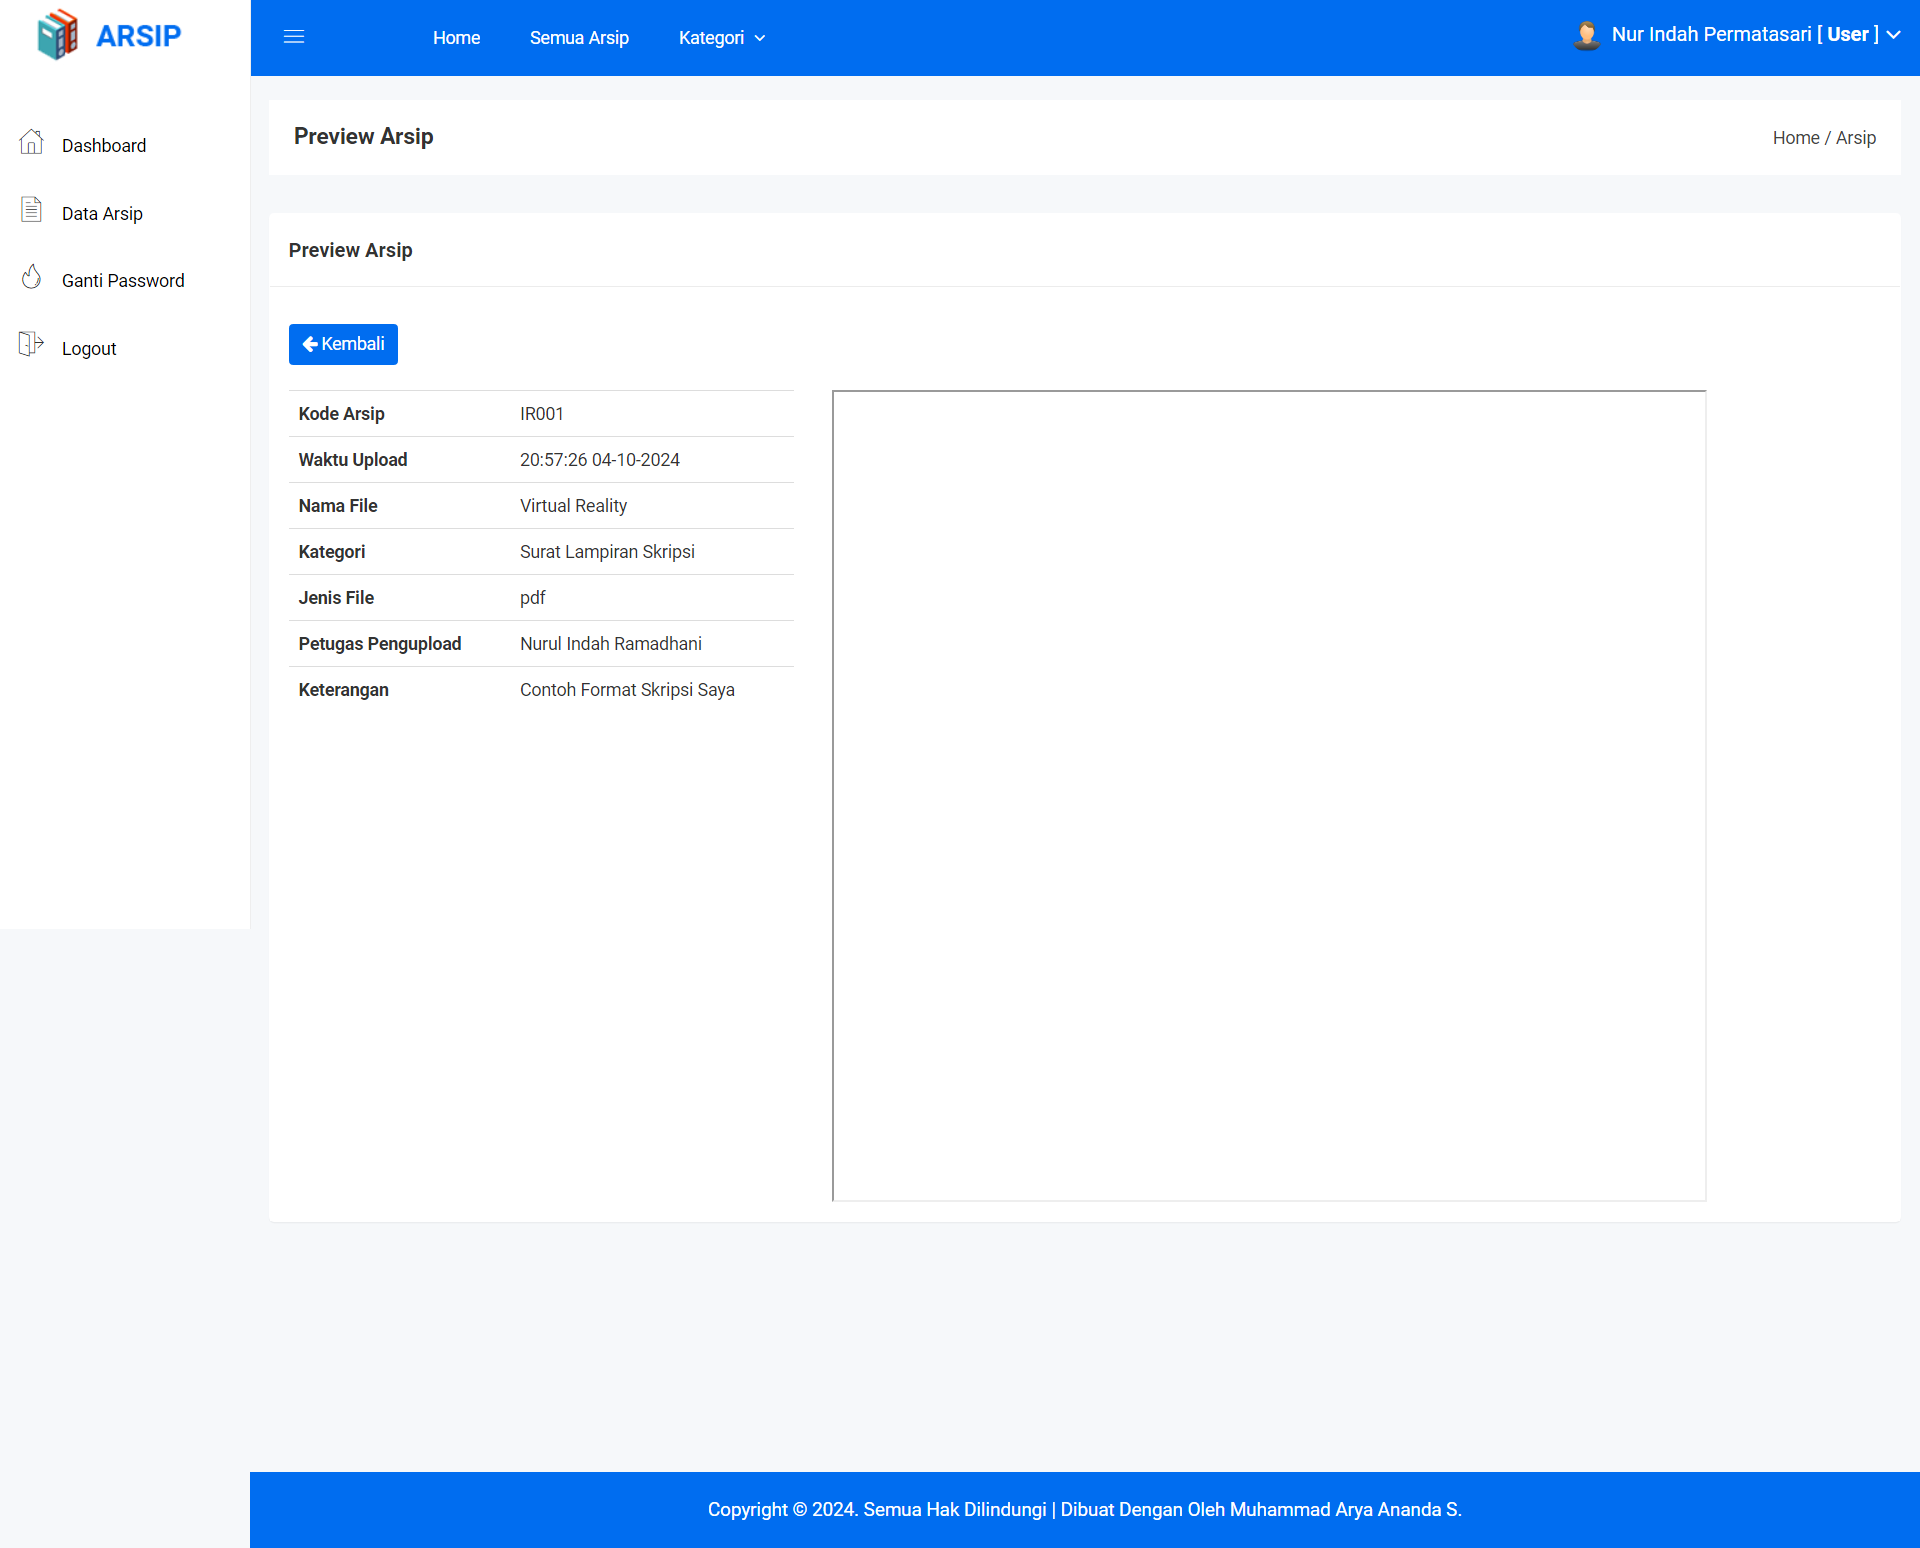 ARSIP
Home
Semua Arsip
Kategori
Nur Indah Permatasari [ User ]
Dashboard
Data Arsip
Ganti Password
Logout
Preview Arsip
Home / Arsip
Preview Arsip
Kembali
Kode Arsip IR001
Waktu Upload 20:57:26 04-10-2024
Nama File Virtual Reality
Kategori Surat Lampiran Skripsi
Jenis File pdf
Petugas Pengupload Nurul Indah Ramadhani
Keterangan Contoh Format Skripsi Saya
Copyright © 2024. Semua Hak Dilindungi | Dibuat Dengan Oleh Muhammad Arya Ananda S.